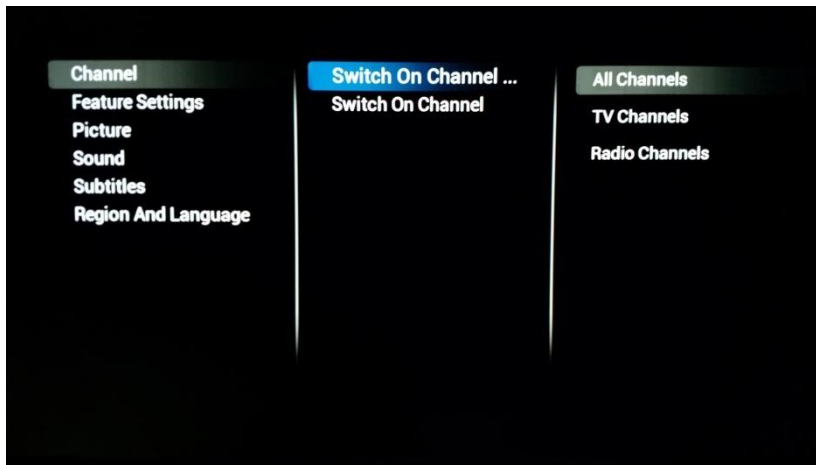 Channel
Feature Settings
Picture
Sound
Subtitles
Region And Language
Switch On Channel ...
Switch On Channel
All Channels
TV Channels
Radio Channels